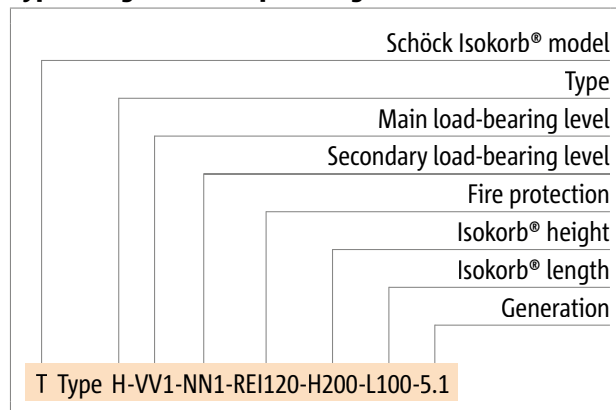 Schöck Isokorb® model
Type
Main load-bearing level
Secondary load-bearing level
Fire protection
Isokorb® height
Isokorb® length
Generation
T Type H-VV1-NN1-REI120-H200-L100-5.1